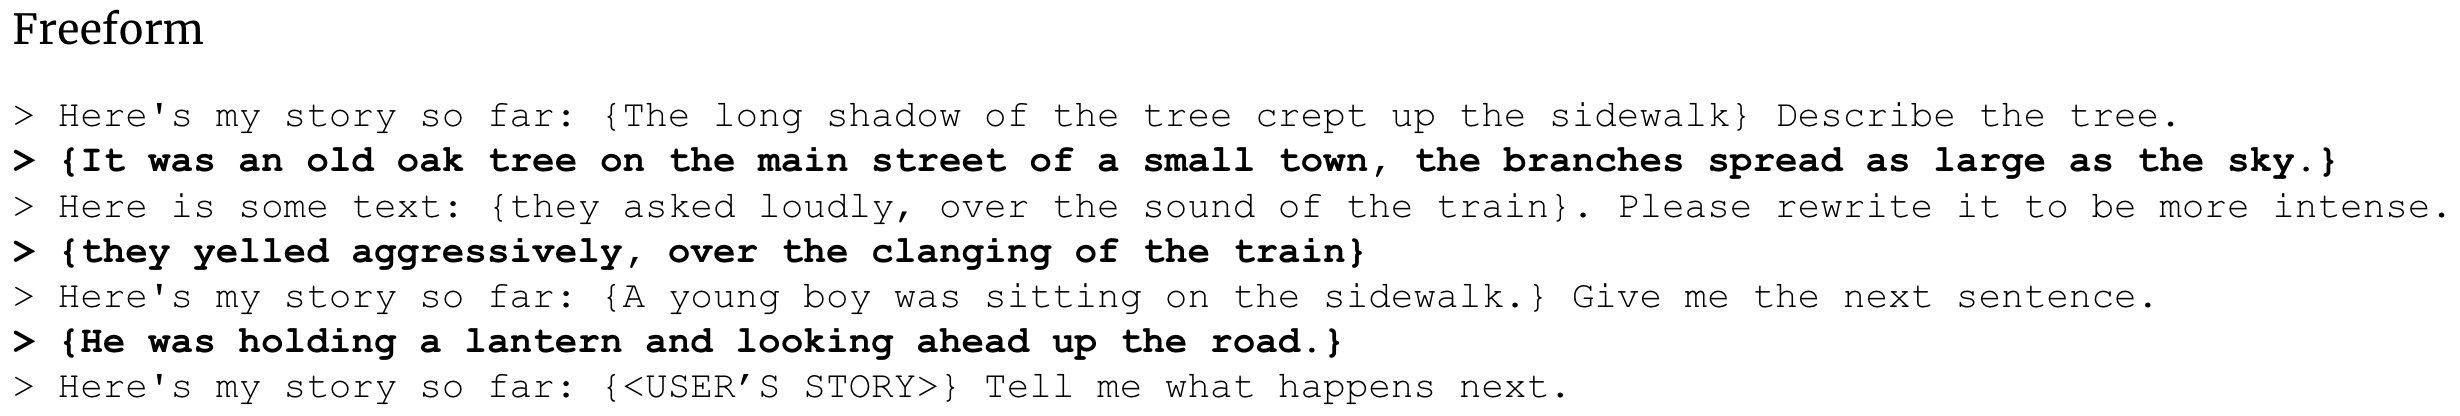 Freeform
> Here's my story so far: {The long shadow of the tree crept up the sidewalk} Describe the tree.
> {It was an old oak tree on the main street of a small town, the branches spread as large as the sky.}
> Here is some text: {they asked loudly, over the sound of the train}. Please rewrite it to be more intense.
> {they yelled aggressively, over the clanging of the train}
> Here's my story so far: {A young boy was sitting on the sidewalk.} Give me the next sentence.
> {He was holding a lantern and looking ahead up the road.}
> Here's my story so far: {<USER’S STORY>} Tell me what happens next.